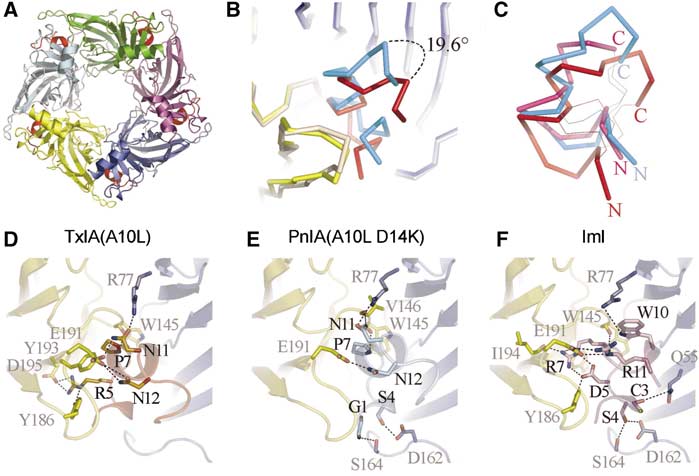 A
B
19.6°
C
C
C
C
N
N
N
D
TxIA(A10L)
R77
W145
E191
Y193
D195
P7
N11
R5
N12
Y186
E
PnIA(A10L D14K)
R77
V146
N11
W145
P7
E191
N12
G1
S4
S164
D162
F
ImI
R77
W145
W10
E191
I194
Q55
R7
R11
D5
C3
Y186
S4
S164
D162